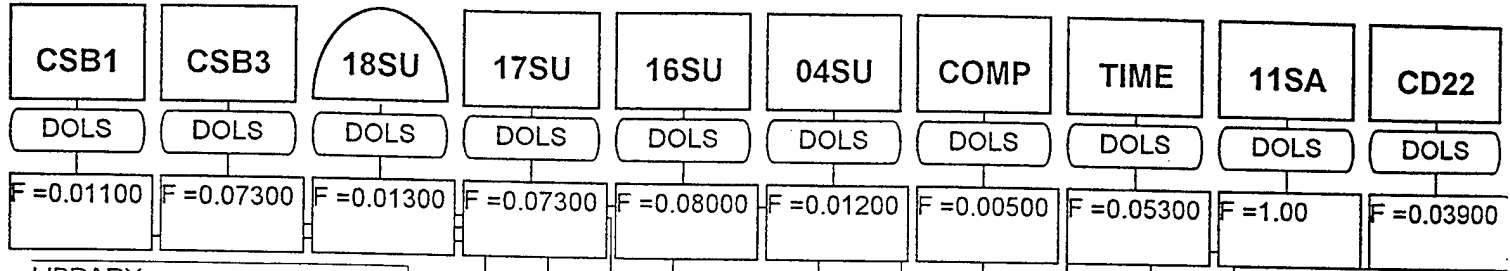 CSB1 CSB3 18SU 17SU 16SU 04SU COMP TIME 11SA CD22
DOLS DOLS DOLS DOLS DOLS DOLS DOLS DOLS DOLS DOLS
F =0.01100 F =0.07300 F =0.01300 F =0.07300 F =0.08000 F =0.01200 F =0.00500 F =0.05300 F =1.00 F =0.03900
LIBRARY